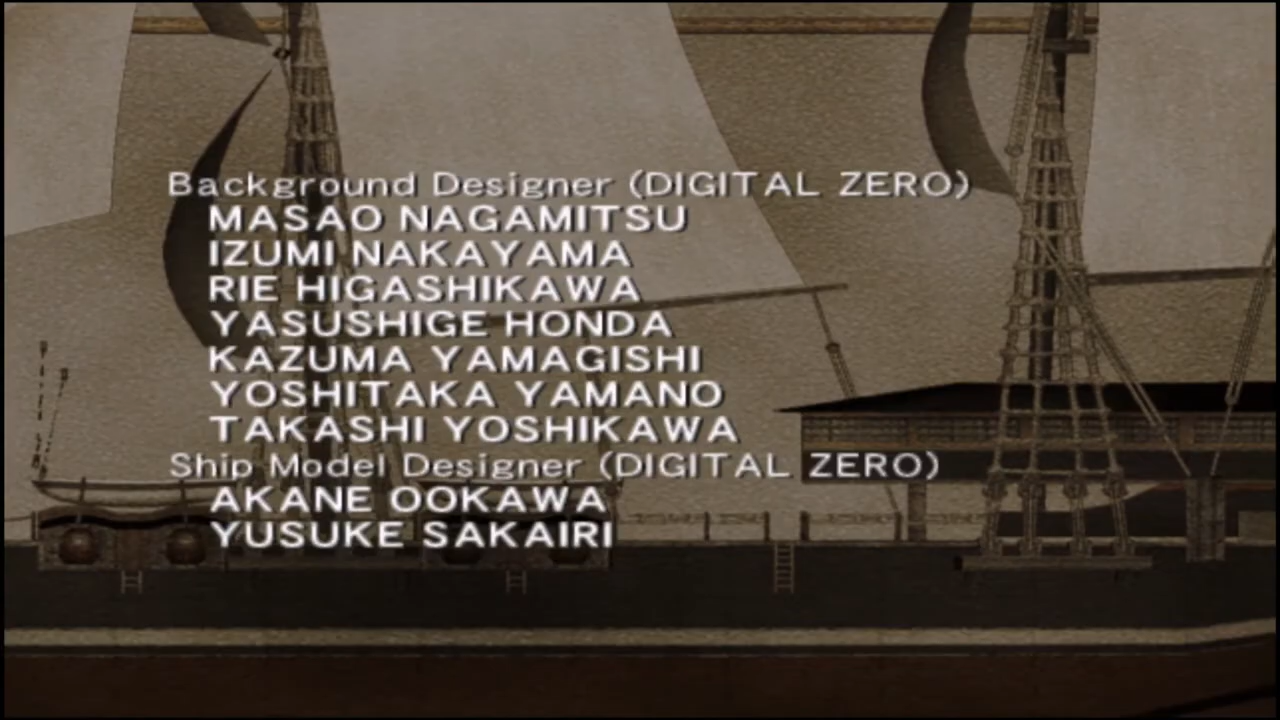 Background Designer (DIGITAL ZERO)
MASAO NAGAMITSU
IZUMI NAKAYAMA
RIE HIGASHIKAWA
YASUSHIGE HONDA
KAZUMA YAMAGISHI
YOSHITAKA YAMANO
TAKASHI YOSHIKAWA
Ship Model Designer (DIGITAL ZERO)
AKANE OOKAWA
YUSUKE SAKAIRI